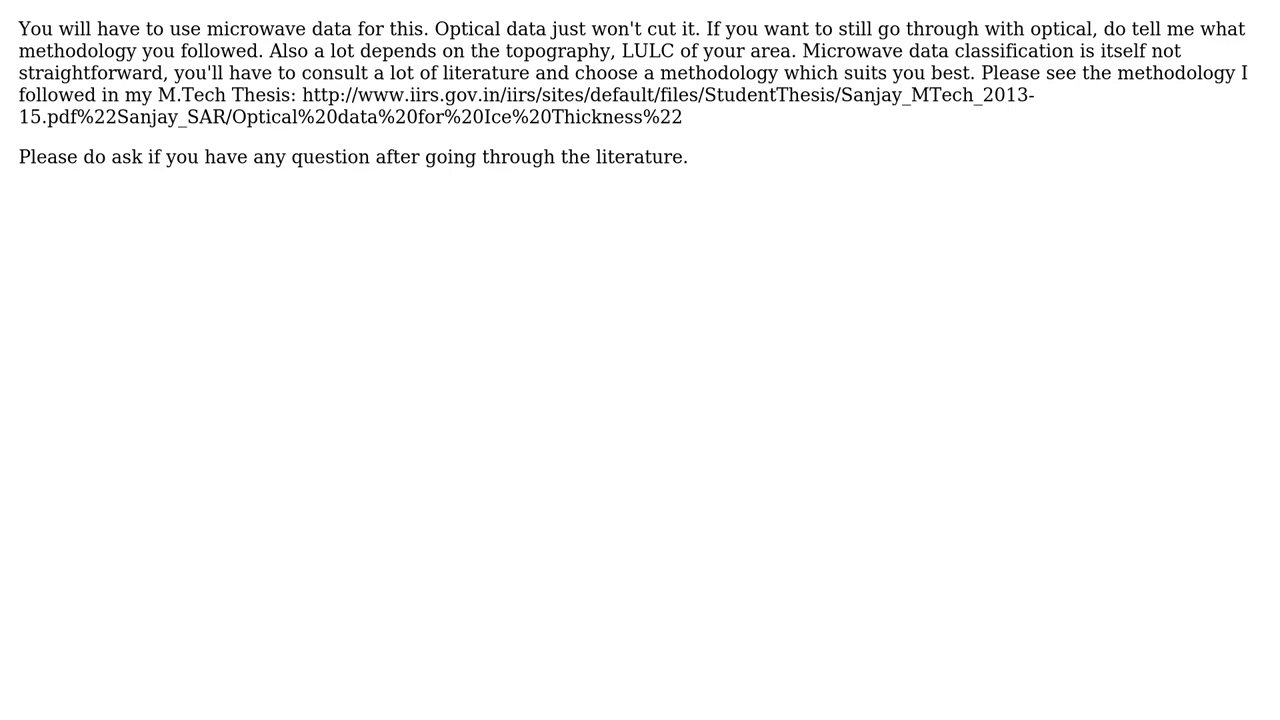 You will have to use microwave data for this. Optical data just won't cut it. If you want to still go through with optical, do tell me what
methodology you followed. Also a lot depends on the topography, LULC of your area. Microwave data classification is itself not
straightforward, you'll have to consult a lot of literature and choose a methodology which suits you best. Please see the methodology I
followed in my M.Tech Thesis: http://www.iirs.gov.in/iirs/sites/default/files/StudentThesis/Sanjay_MTech_2013-
15.pdf%22Sanjay_SAR/Optical%20data%20for%20Ice%20Thickness%22
Please do ask if you have any question after going through the literature.